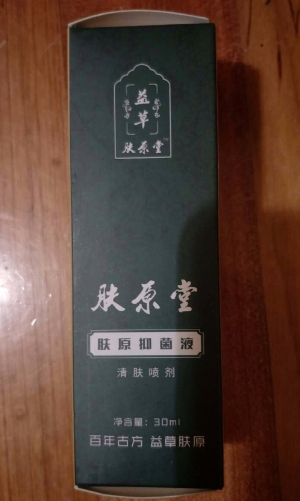 益草
肤原堂
肤原堂
肤原抑菌液
清肤喷剂
净含量：30ml
百年古方 益草肤原